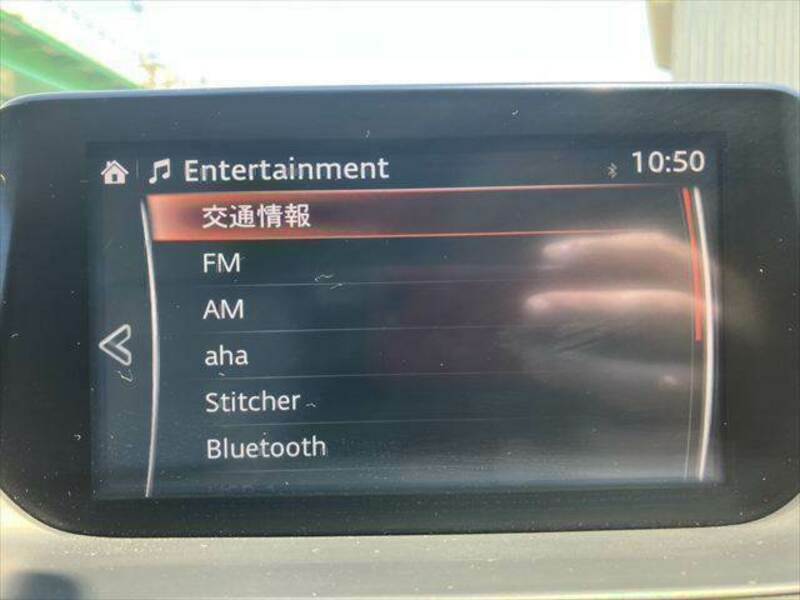 Entertainment 10:50
交通情報
FM
AM
aha
Stitcher
Bluetooth